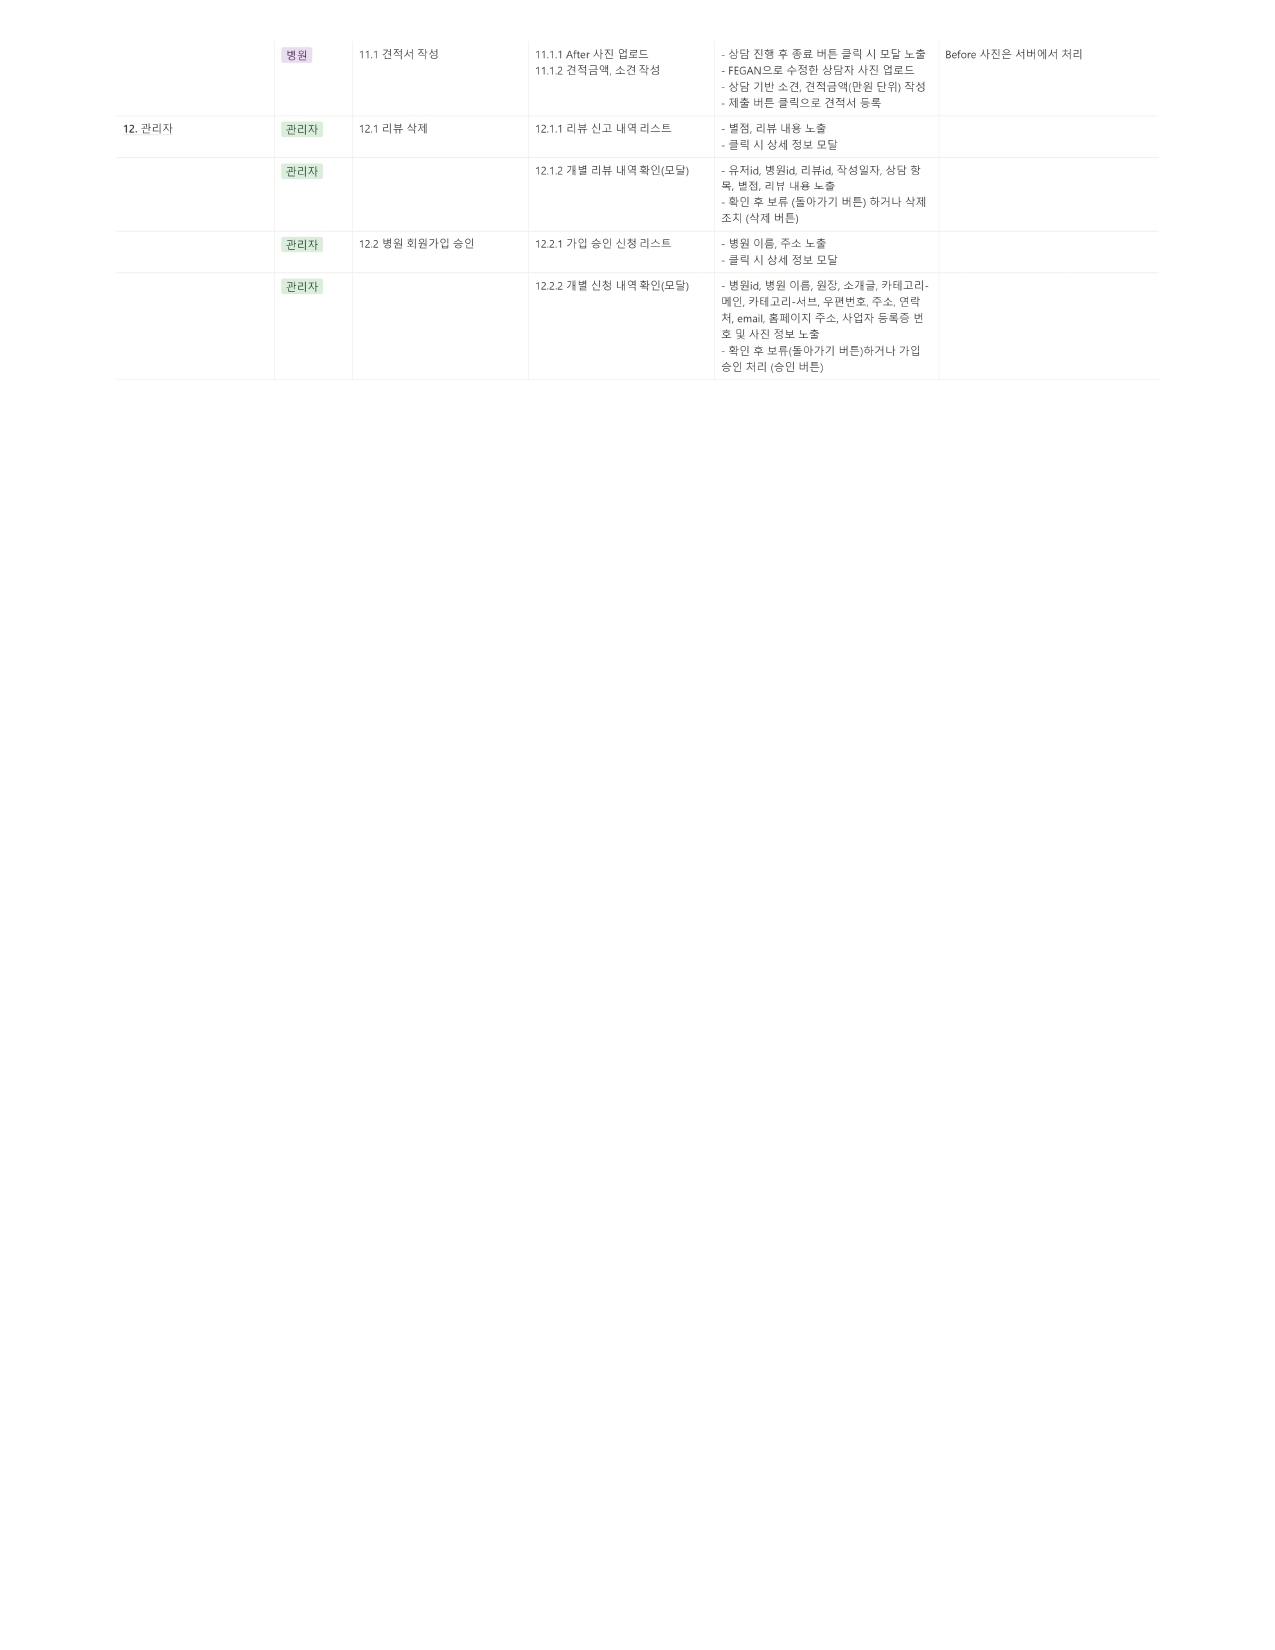 병원
11.1 견적서 작성
11.1.1 After 사진 업로드
11.1.2 견적금액, 소견 작성
- 상담 진행 후 종료 버튼 클릭 시 모달 노출
- FEGAN으로 수정한 상담자 사진 업로드
- 상담 기반 소견, 견적금액(만원 단위) 작성
- 제출 버튼 클릭으로 견적서 등록
Before 사진은 서버에서 처리
12. 관리자
관리자
12.1 리뷰 삭제
12.1.1 리뷰 신고 내역 리스트
- 별점, 리뷰 내용 노출
- 클릭 시 상세 정보 모달
관리자
12.1.2 개별 리뷰 내역 확인(모달)
- 유저id, 병원id, 리뷰id, 작성일자, 상담 항
목, 별점, 리뷰 내용 노출
- 확인 후 보류 (돌아가기 버튼) 하거나 삭제
조치 (삭제 버튼)
관리자
12.2 병원 회원가입 승인
12.2.1 가입 승인 신청 리스트
- 병원 이름, 주소 노출
- 클릭 시 상세 정보 모달
관리자
12.2.2 개별 신청 내역 확인(모달)
- 병원id, 병원 이름, 원장, 소개글, 카테고리-
메인, 카테고리-서브, 우편번호, 주소, 연락
처, email, 홈페이지 주소, 사업자 등록증 번
호 및 사진 정보 노출
- 확인 후 보류(돌아가기 버튼)하거나 가입
승인 처리 (승인 버튼)